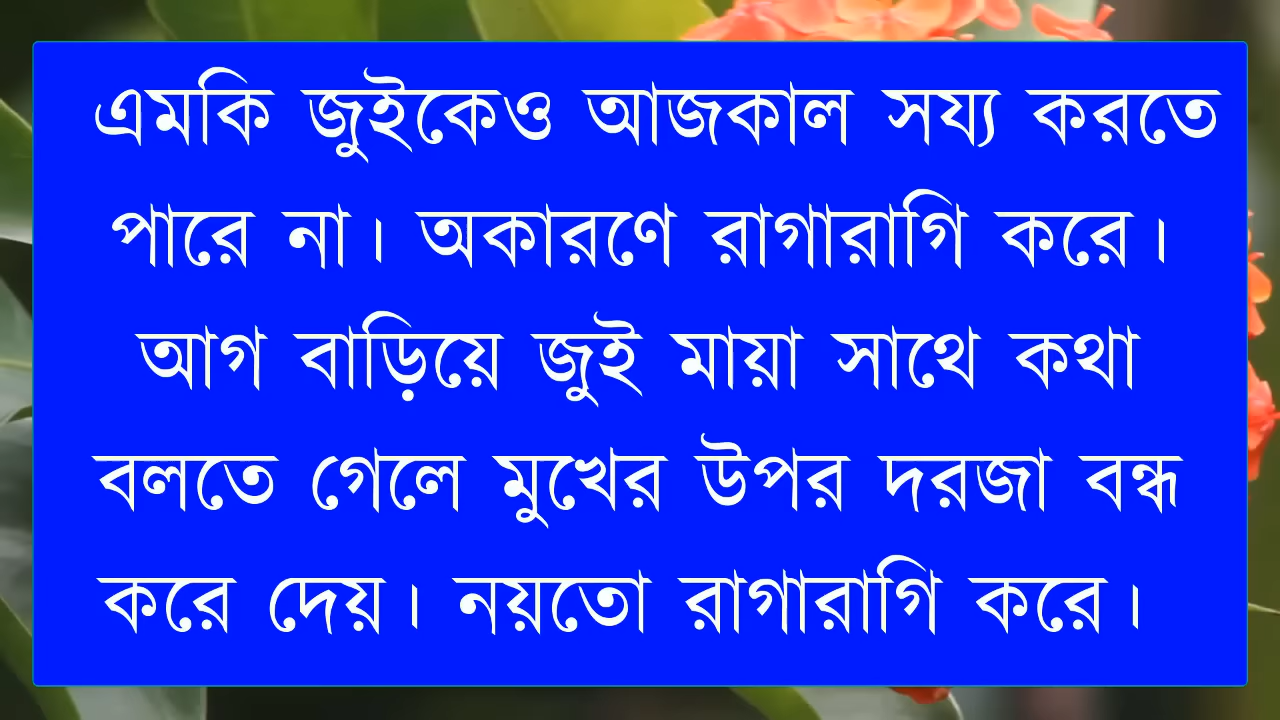 এমকি জুইকেও আজকাল সয্য করতে
পারে না। অকারণে রাগারাগি করে।
আগ বাড়িয়ে জুই মায়া সাথে কথা
বলতে গেলে মুখের উপর দরজা বন্ধ
করে দেয়। নয়তো রাগারাগি করে।